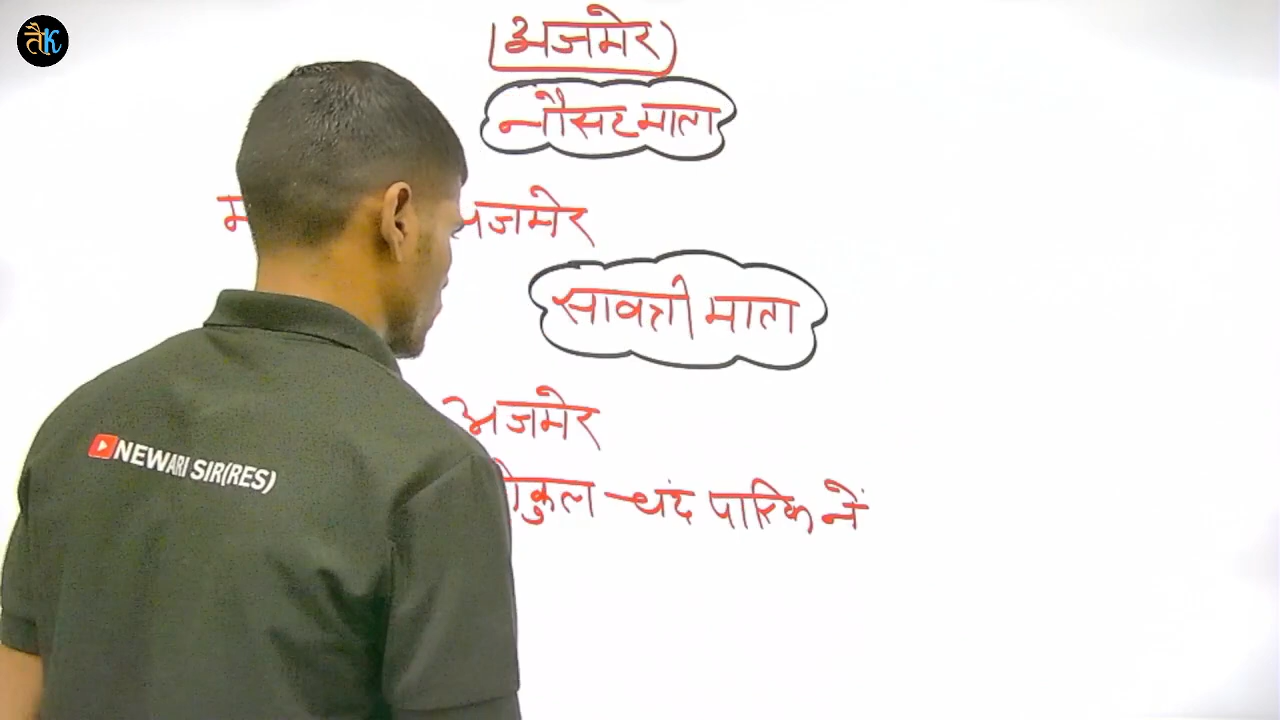 तैK
(अजमेर)
नौसर माता
अजमेर
सावत्री माता
अजमेर
चंद पारिक नें
NEWARI SIR(RES)